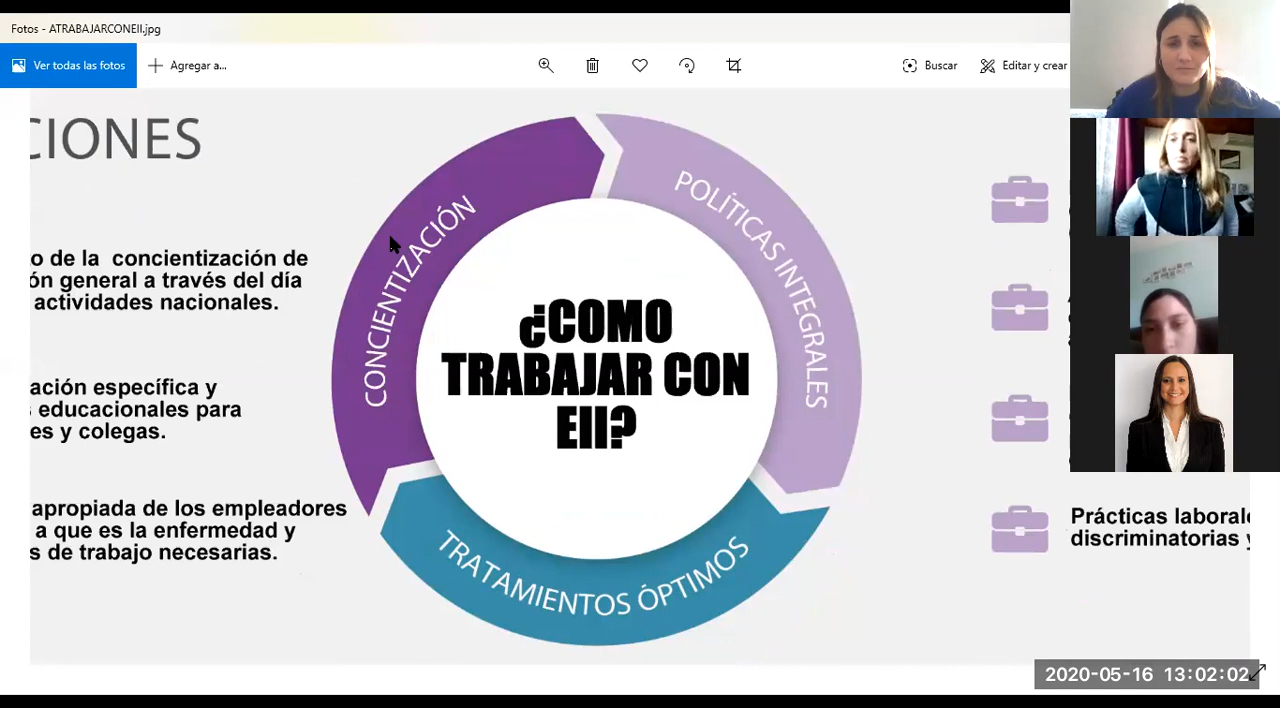 Fotos - ATRABAJARCONEII.jpg
Ver todas las fotos
Agregar a...
Buscar
Editar y crear
CIONES
o de la concientización de
ón general a través del día
actividades nacionales.
ación específica y
s educacionales para
es y colegas.
apropiada de los empleadores
a que es la enfermedad y
s de trabajo necesarias.
CONCIENTIZACIÓN
POLÍTICAS INTEGRALES
TRATAMIENTOS ÓPTIMOS
¿COMO
TRABAJAR CON
EII?
Prácticas laborale
discriminatorias y
2020-05-16 13:02:02